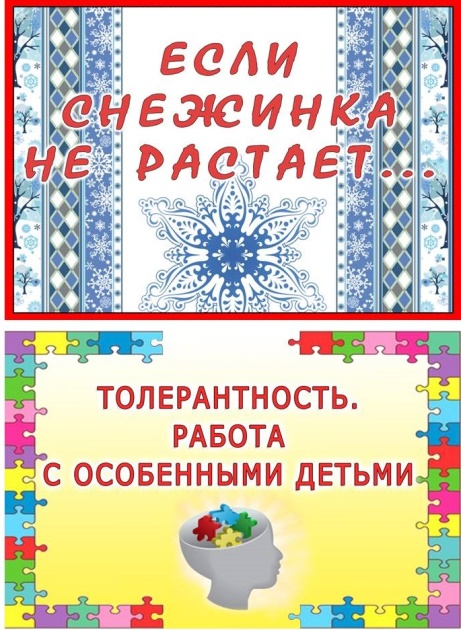 ЕСЛИ
СНЕЖИНКА
НЕ РАСТАЕТ...
ТОЛЕРАНТНОСТЬ.
РАБОТА
С ОСОБЕННЫМИ ДЕТЬМИ